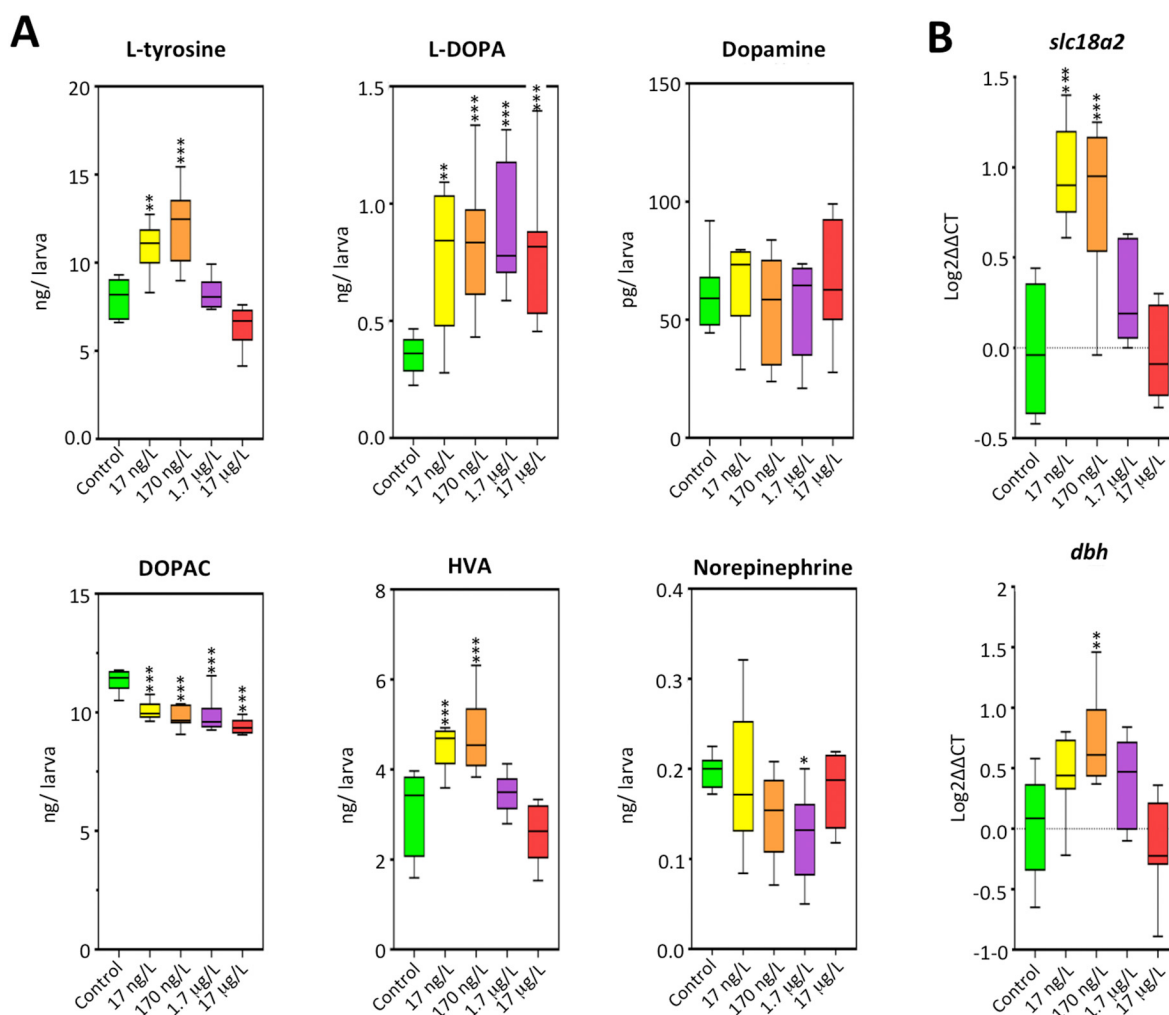 A
B
L-tyrosine
20
15
10
5
0.0
ng/ larva
**
***
Control
17 ng/L
170 ng/L
1.7 µg/L
17 µg/L
L-DOPA
1.5
1.0
0.5
0.0
ng/ larva
**
***
***
***
Control
17 ng/L
170 ng/L
1.7 µg/L
17 µg/L
Dopamine
150
100
50
0
pg/ larva
Control
17 ng/L
170 ng/L
1.7 µg/L
17 µg/L
slc18a2
1.5
1.0
0.5
0.0
-0.5
Log2ΔΔCT
***
***
Control
17 ng/L
170 ng/L
1.7 µg/L
17 µg/L
DOPAC
15
10
5
0
ng/ larva
***
***
***
***
Control
17 ng/L
170 ng/L
1.7 µg/L
17 µg/L
HVA
8
6
4
2
0
ng/ larva
***
***
Control
17 ng/L
170 ng/L
1.7 µg/L
17 µg/L
Norepinephrine
0.4
0.3
0.2
0.1
0.0
ng/ larva
*
Control
17 ng/L
170 ng/L
1.7 µg/L
17 µg/L
dbh
2
1.5
1.0
0.5
0.0
-0.5
-1-0
Log2ΔΔCT
**
Control
17 ng/L
170 ng/L
1.7 µg/L
17 µg/L